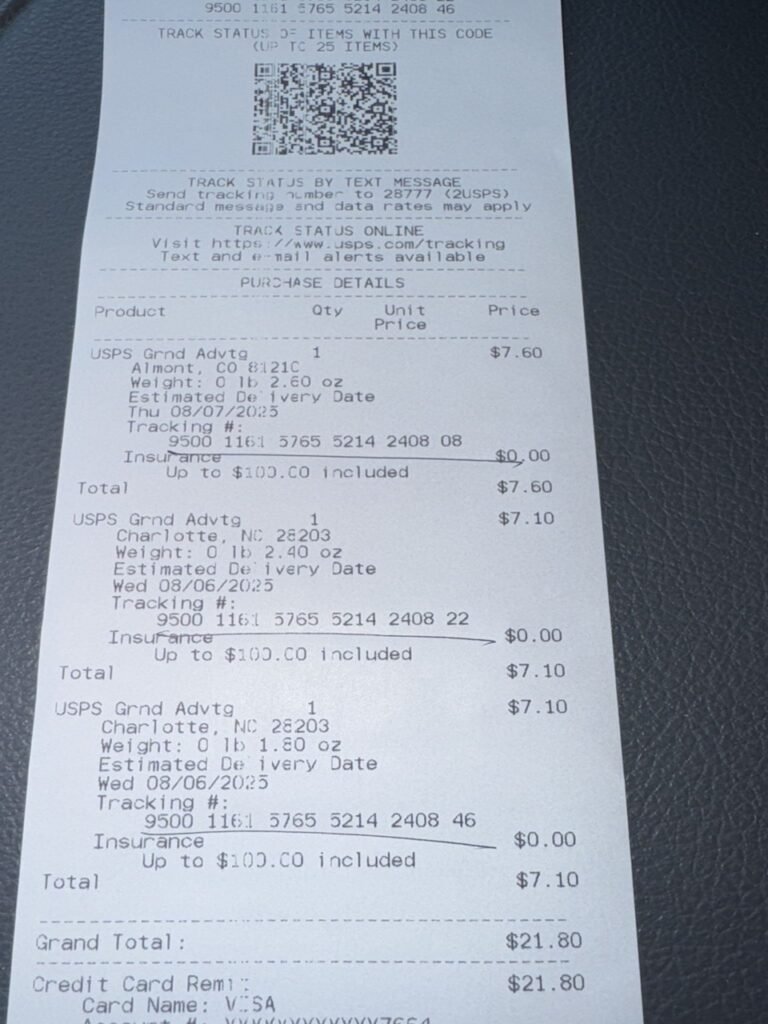 9500 1161 5765 5214 2408 46
TRACK STATUS OF ITEMS WITH THIS CODE
(UP TO 25 ITEMS)
TRACK STATUS BY TEXT MESSAGE
Send tracking number to 28777 (2USPS)
Standard message and data rates may apply
TRACK STATUS ONLINE
Visit https://www.usps.com/tracking
Text and e-mail alerts available
PURCHASE DETAILS
Product Qty Unit Price
Price
USPS Grnd Advtg 1 $7.60
Almont, CO 81210
Weight: 0 lb 2.60 oz
Estimated Delivery Date
Thu 08/07/2025
Tracking #:
9500 1161 5765 5214 2408 08
Insurance $0.00
Up to $100.00 included
Total $7.60
USPS Grnd Advtg 1 $7.10
Charlotte, NC 28203
Weight: 0 lb 2.40 oz
Estimated Delivery Date
Wed 08/06/2025
Tracking #:
9500 1161 5765 5214 2408 22
Insurance $0.00
Up to $100.00 included
Total $7.10
USPS Grnd Advtg 1 $7.10
Charlotte, NC 28203
Weight: 0 lb 1.80 oz
Estimated Delivery Date
Wed 08/06/2025
Tracking #:
9500 1161 5765 5214 2408 46
Insurance $0.00
Up to $100.00 included
Total $7.10
Grand Total: $21.80
Credit Card Remit $21.80
Card Name: VISA